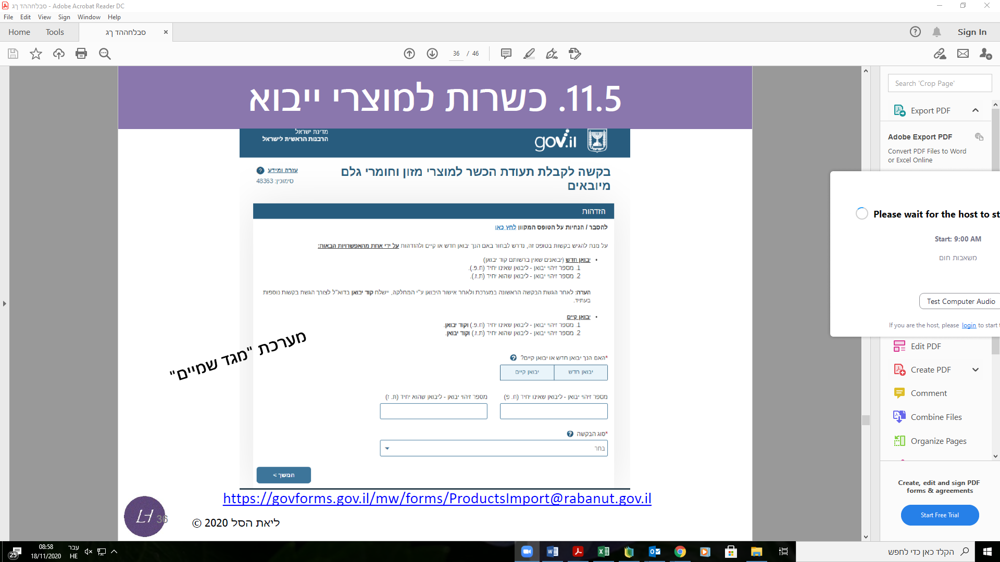 סבלחההד ךג - Adobe Acrobat Reader DC
File Edit View Sign Window Help
Home Tools סבלחההד ךג × Sign In
36 / 46
11.5. כשרות למוצרי ייבוא
מדינת ישראל
הרבנות הראשית לישראל
gov.il
בקשה לקבלת תעודת הכשר למוצרי מזון וחומרי גלם
מיובאים
עזרה ומידע
סימוכין: 48363
הזדהות
להסבר / הנחיות על הטופס המקוון לחץ כאן
על מנת להגיש בקשות בטופס זה, נדרש לבחור באם הנך יבואן חדש או קיים ולהזדהות על ידי אחת מהאפשרויות הבאות:
• יבואן חדש (יבואנים שאין ברשותם קוד יבואן)
1. מספר זיהוי יבואן - ליבואן שאינו יחיד (ח.פ.).
2. מספר זיהוי יבואן - ליבואן שהוא יחיד (ת.ז.).
הערה: לאחר הגשת הבקשה הראשונה במערכת ולאחר אישור היבואן ע"י המחלקה, יישלח קוד יבואן בדוא"ל לצורך הגשת בקשות נוספות
בעתיד.
• יבואן קיים
1. מספר זיהוי יבואן - ליבואן שאינו יחיד (ח.פ.) וקוד יבואן.
2. מספר זיהוי יבואן - ליבואן שהוא יחיד (ת.ז.) וקוד יבואן.
מערכת "מגד שמיים"
*האם הנך יבואן חדש או יבואן קיים?
יבואן חדש יבואן קיים
מספר זיהוי יבואן - ליבואן שאינו יחיד (ח. פ) מספר זיהוי יבואן - ליבואן שהוא יחיד (ת. ז)
*סוג הבקשה
בחר
המשך >
https://govforms.gov.il/mw/forms/ProductsImport@rabanut.gov.il
LH 36
ליאת הסל 2020 ©
Search 'Crop Page'
Export PDF
Adobe Export PDF
Convert PDF Files to Word
or Excel Online
Please wait for the host to st
Start: 9:00 AM
משאבות חום
Test Computer Audio
If you are the host, please login to start t
Edit PDF
Create PDF
Comment
Combine Files
Organize Pages
Create, edit and sign PDF
forms & agreements
Start Free Trial
25
08:58
18/11/2020
עבר
HE
הקלד כאן כדי לחפש